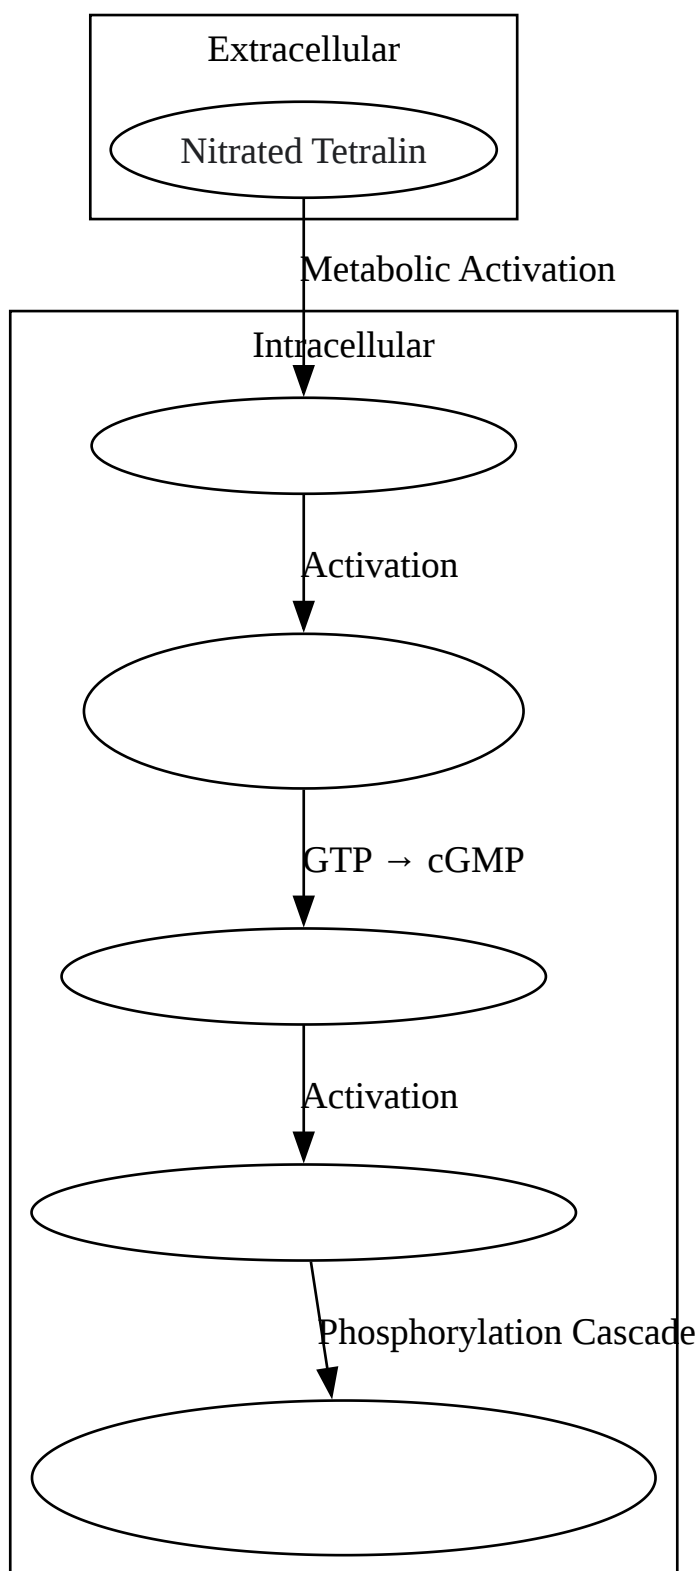 Extracellular
Nitrated Tetralin
Metabolic Activation
Intracellular
Activation
GTP → cGMP
Activation
Phosphorylation Cascade